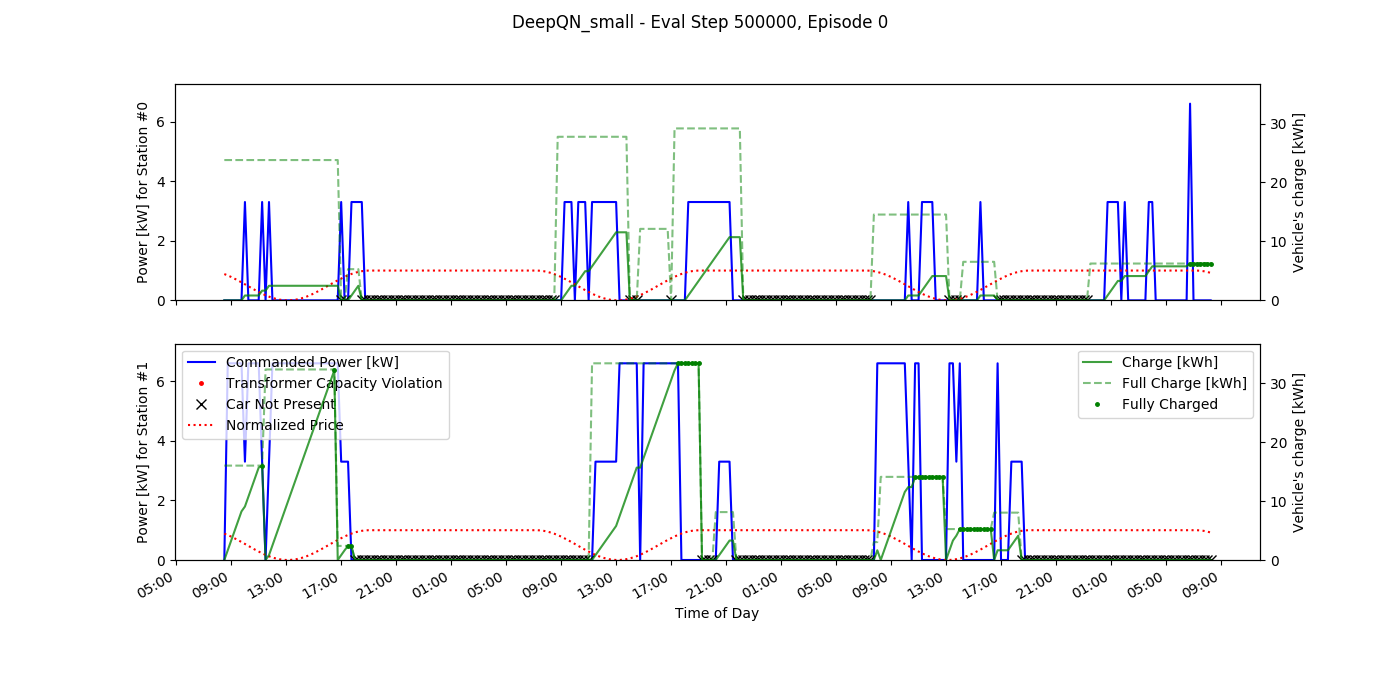 DeepQN_small - Eval Step 500000, Episode 0
Power [kW] for Station #0
6
4
2
0
30
20
10
0
Vehicle's charge [kWh]
Power [kW] for Station #1
6
4
2
0
Commanded Power [kW]
Transformer Capacity Violation
Car Not Present
Normalized Price
Charge [kWh]
Full Charge [kWh]
Fully Charged
30
20
10
0
Vehicle's charge [kWh]
05:00 09:00 13:00 17:00 21:00 01:00 05:00 09:00 13:00 17:00 21:00 01:00 05:00 09:00 13:00 17:00 21:00 01:00 05:00 09:00
Time of Day